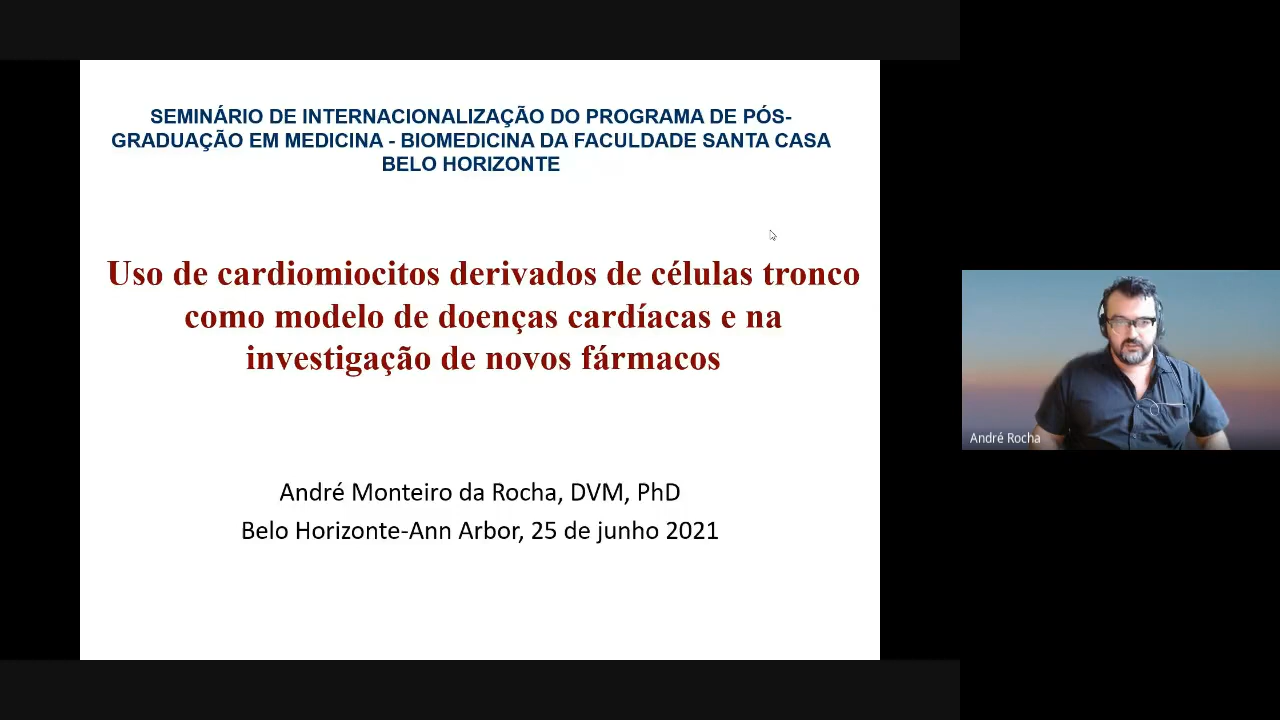 SEMINÁRIO DE INTERNACIONALIZAÇÃO DO PROGRAMA DE PÓS-
GRADUAÇÃO EM MEDICINA - BIOMEDICINA DA FACULDADE SANTA CASA
BELO HORIZONTE
Uso de cardiomiocitos derivados de células tronco
como modelo de doenças cardíacas e na
investigação de novos fármacos
André Monteiro da Rocha, DVM, PhD
Belo Horizonte-Ann Arbor, 25 de junho 2021
André Rocha